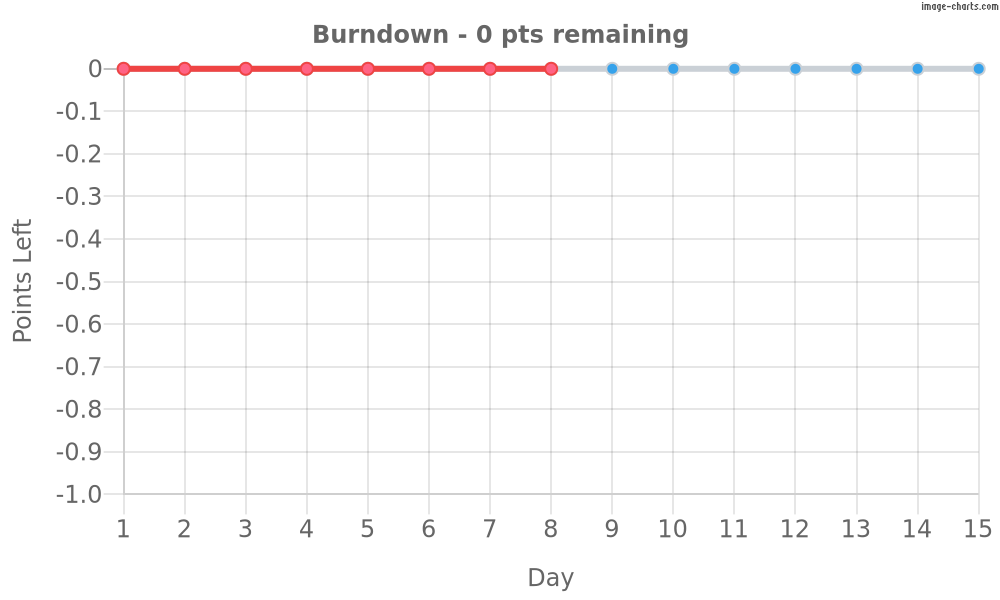 image-charts.com
Burndown - 0 pts remaining
0
-0.1
-0.2
-0.3
-0.4
-0.5
-0.6
-0.7
-0.8
-0.9
-1.0
Points Left
1 2 3 4 5 6 7 8 9 10 11 12 13 14 15
Day